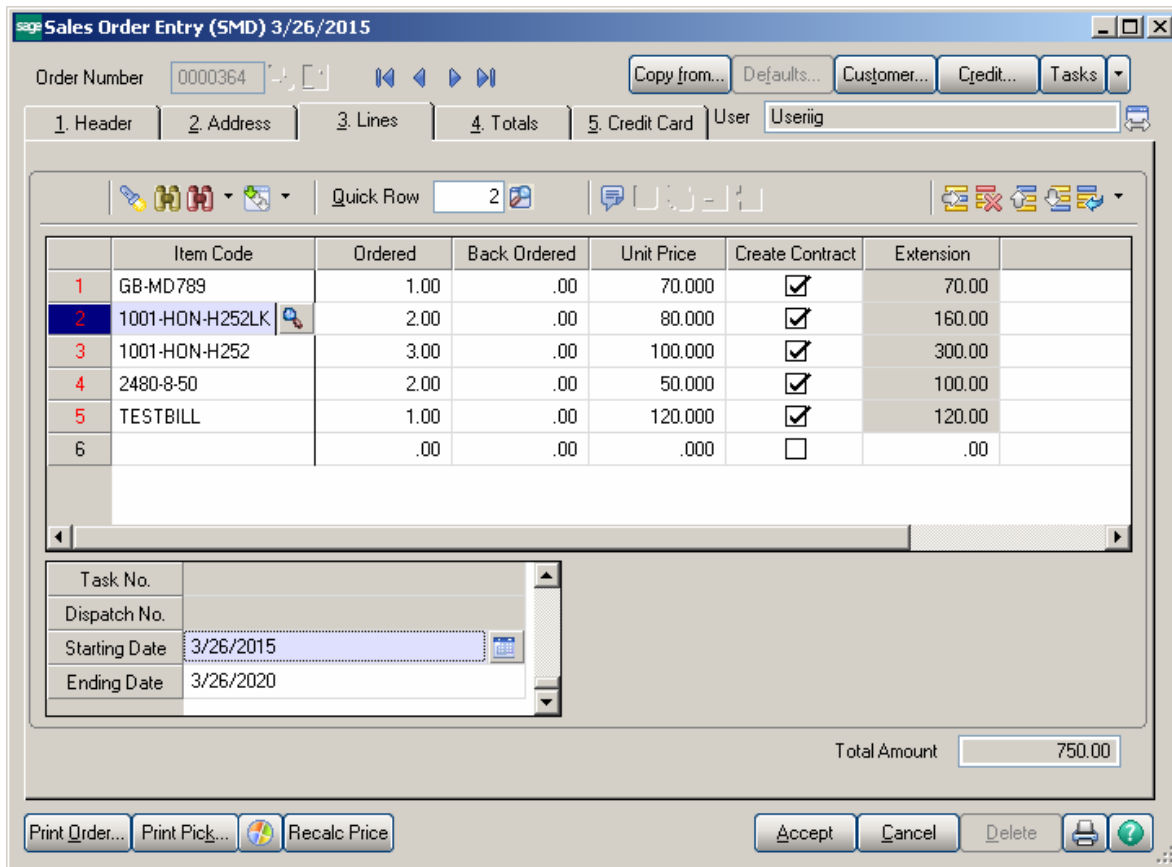 sage Sales Order Entry (SMD) 3/26/2015
Order Number 0000364 Copy from... Defaults... Customer... Credit... Tasks
1. Header 2. Address 3. Lines 4. Totals 5. Credit Card User Useriig
Quick Row 2
Item Code Ordered Back Ordered Unit Price Create Contract Extension
1 GB-MD789 1.00 .00 70.000 70.00
2 1001-HON-H252LK 2.00 .00 80.000 160.00
3 1001-HON-H252 3.00 .00 100.000 300.00
4 2480-8-50 2.00 .00 50.000 100.00
5 TESTBILL 1.00 .00 120.000 120.00
6 .00 .00 .000 .00
Task No.
Dispatch No.
Starting Date 3/26/2015
Ending Date 3/26/2020
Total Amount 750.00
Print Order... Print Pick... Recalc Price Accept Cancel Delete